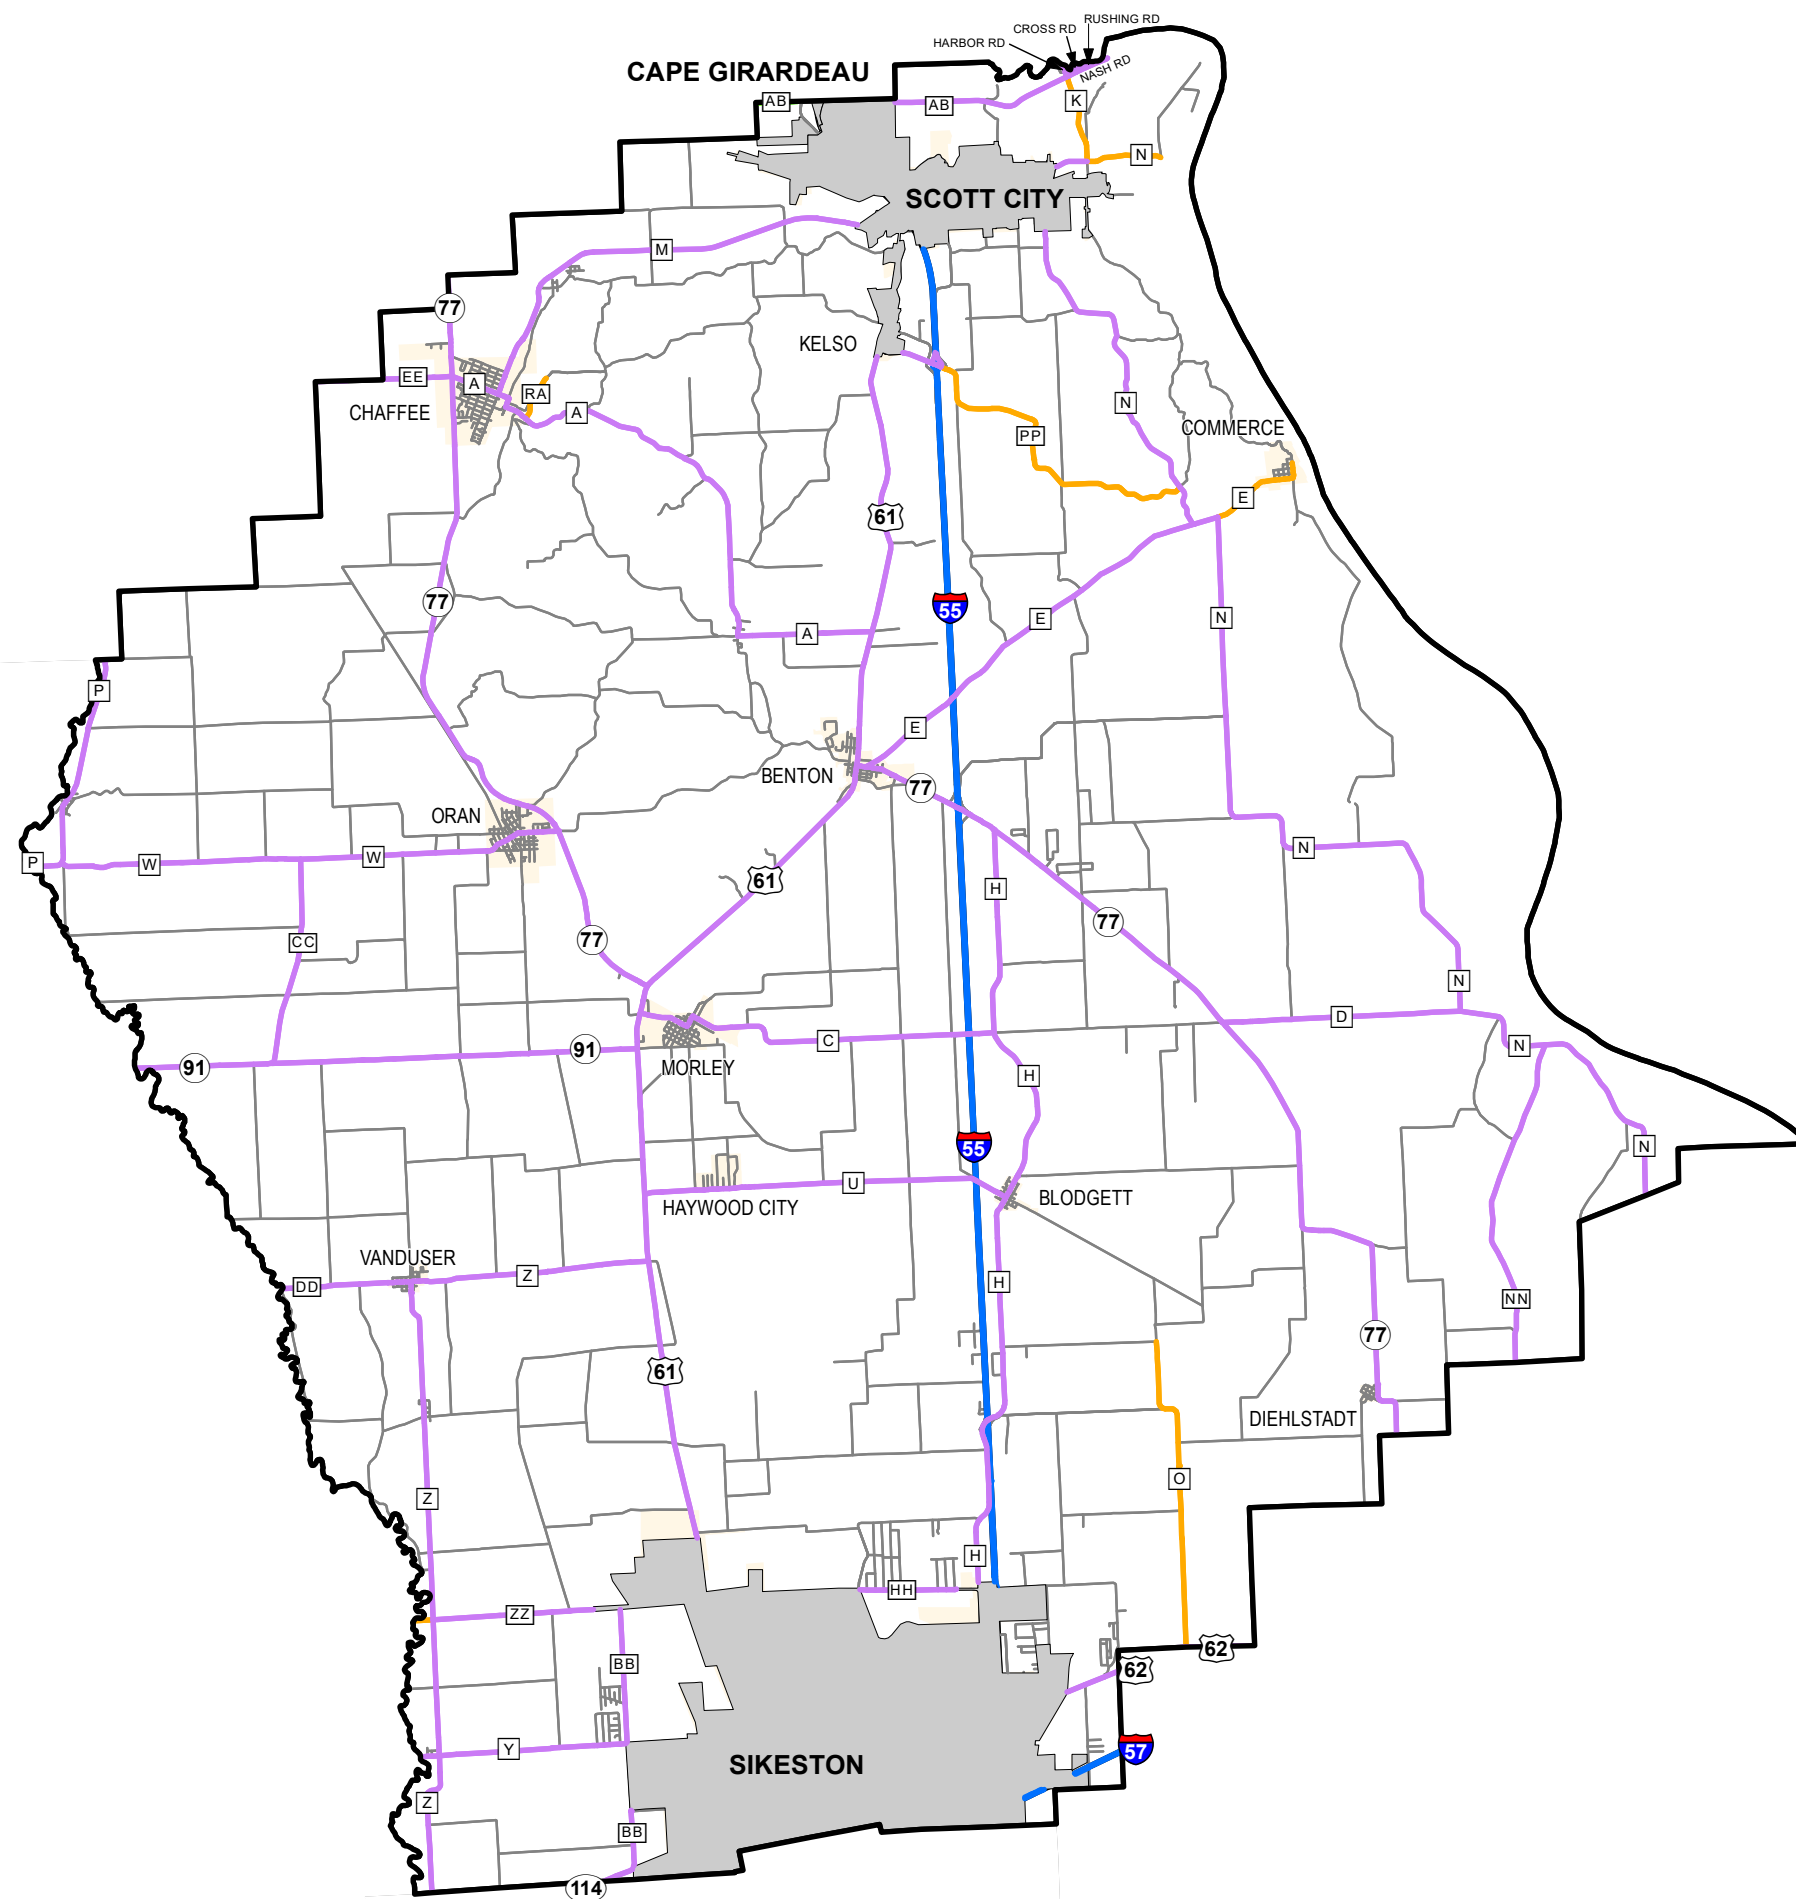 RUSHING RD
CROSS RD
HARBOR RD
NASH RD
CAPE GIRARDEAU
AB
AB
K
N
SCOTT CITY
M
77
KELSO
EE
A
RA
A
CHAFFEE
N
COMMERCE
PP
E
61
77
55
E
N
A
P
E
BENTON
77
ORAN
N
P
W
W
61
H
77
77
CC
N
D
C
N
91
91
MORLEY
H
55
N
U
HAYWOOD CITY
BLODGETT
VANDUSER
Z
DD
H
NN
77
61
DIEHLSTADT
O
Z
H
HH
ZZ
62
62
BB
Y
57
SIKESTON
Z
BB
114